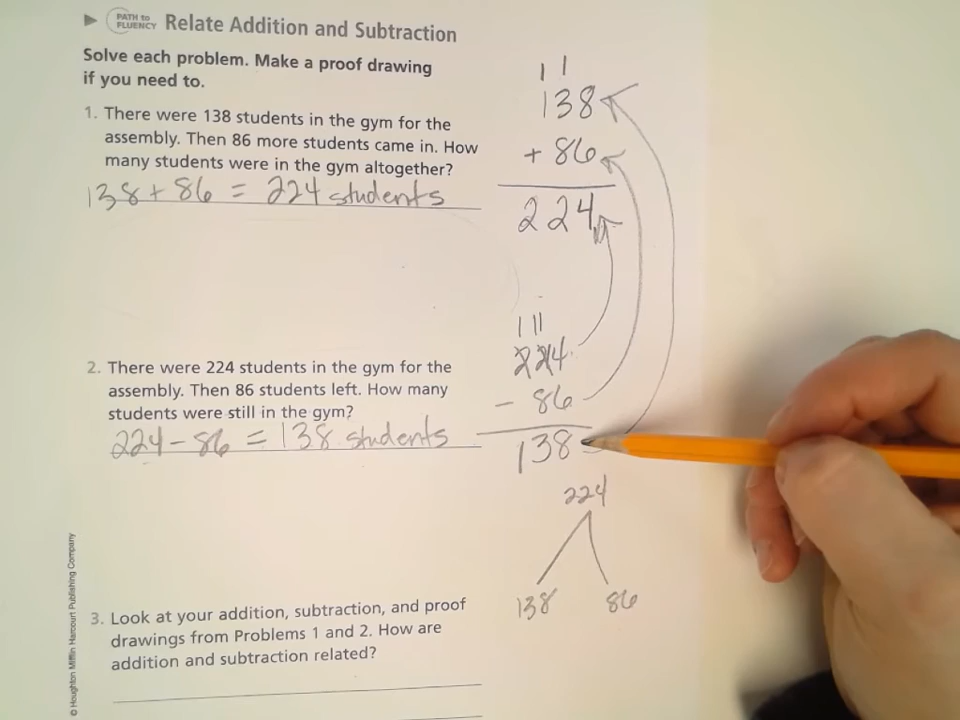 PATH to FLUENCY Relate Addition and Subtraction
Solve each problem. Make a proof drawing
if you need to.
1. There were 138 students in the gym for the
assembly. Then 86 more students came in. How
many students were in the gym altogether?
138 + 86 = 224 students
1 1
138
+ 86
224
2. There were 224 students in the gym for the
assembly. Then 86 students left. How many
students were still in the gym?
224 - 86 = 138 students
1 11
224
- 86
138
224
138 86
3. Look at your addition, subtraction, and proof
drawings from Problems 1 and 2. How are
addition and subtraction related?
© Houghton Mifflin Harcourt Publishing Company